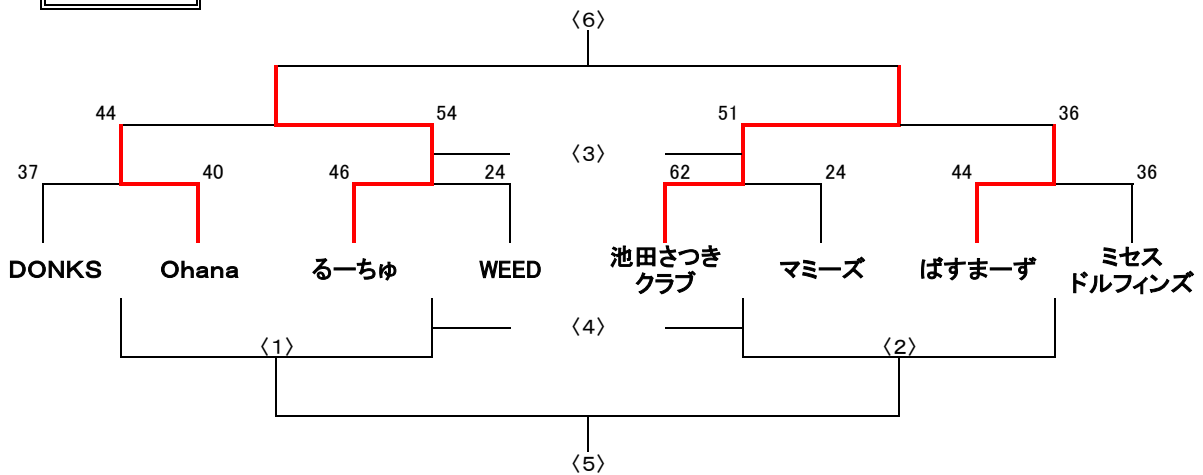 〈6〉
44
54
51
36
〈3〉
37
40
46
24
62
24
44
36
DONKS
Ohana
るーちゅ
WEED
池田さつき
クラブ
マミーズ
ばすまーず
ミセス
ドルフィンズ
〈4〉
〈1〉
〈2〉
〈5〉